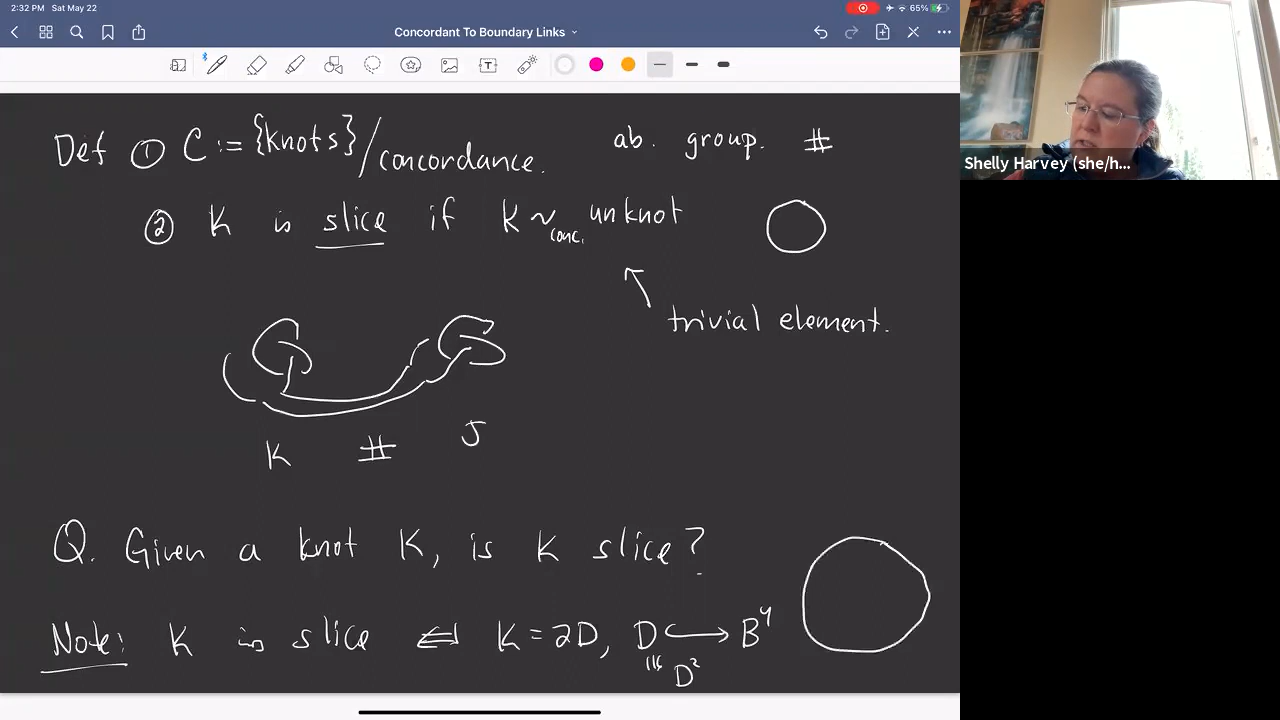 2:32 PM Sat May 22
65%
Concordant To Boundary Links
Shelly Harvey (she/h...
Def ① C := {knots}/concordance. ab. group. #
② K is slice if K ~conc. unknot
trivial element.
K # J
Q. Given a knot K, is K slice?
Note: K is slice ⇔ K = ∂D, D ↪ B⁴
≅
D²